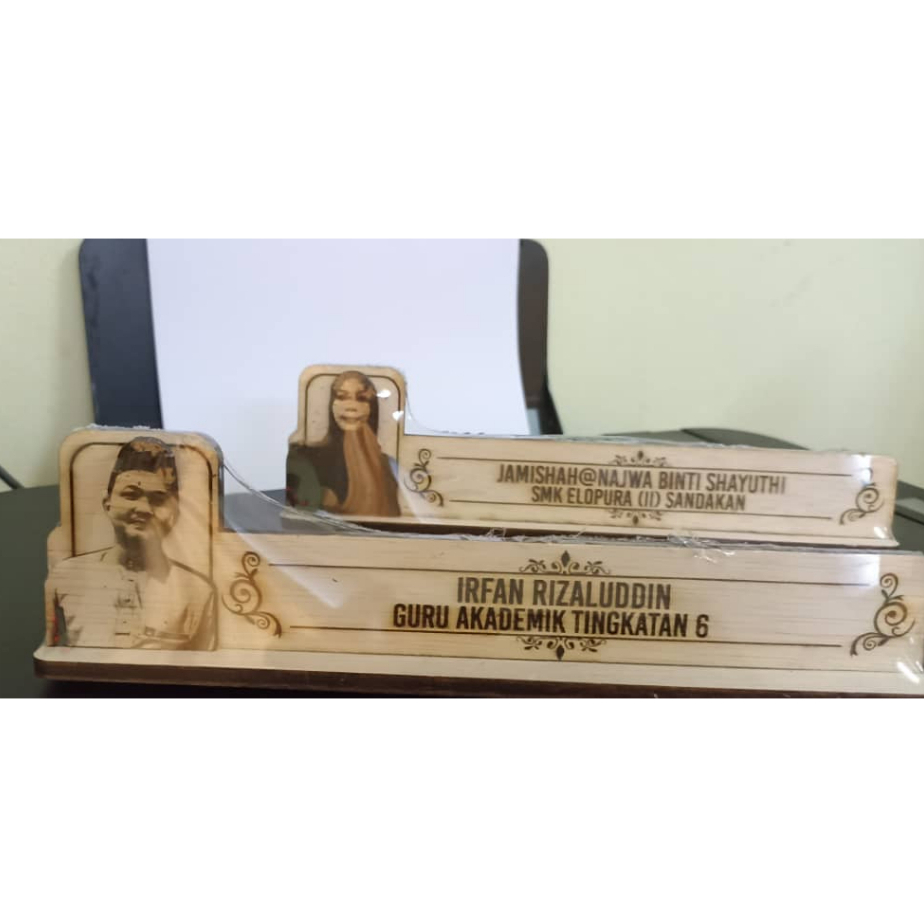 JAMISHAH@NAJWA BINTI SHAYUTHI
SMK ELOPURA (II) SANDAKAN
IRFAN RIZALUDDIN
GURU AKADEMIK TINGKATAN 6